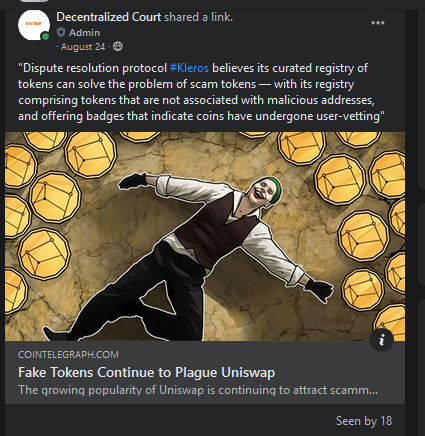 Decentralized Court shared a link.
Admin
· August 24 ·
"Dispute resolution protocol #Kleros believes its curated registry of
tokens can solve the problem of scam tokens — with its registry
comprising tokens that are not associated with malicious addresses,
and offering badges that indicate coins have undergone user-vetting"
COINTELEGRAPH.COM
Fake Tokens Continue to Plague Uniswap
The growing popularity of Uniswap is continuing to attract scamm...
Seen by 18